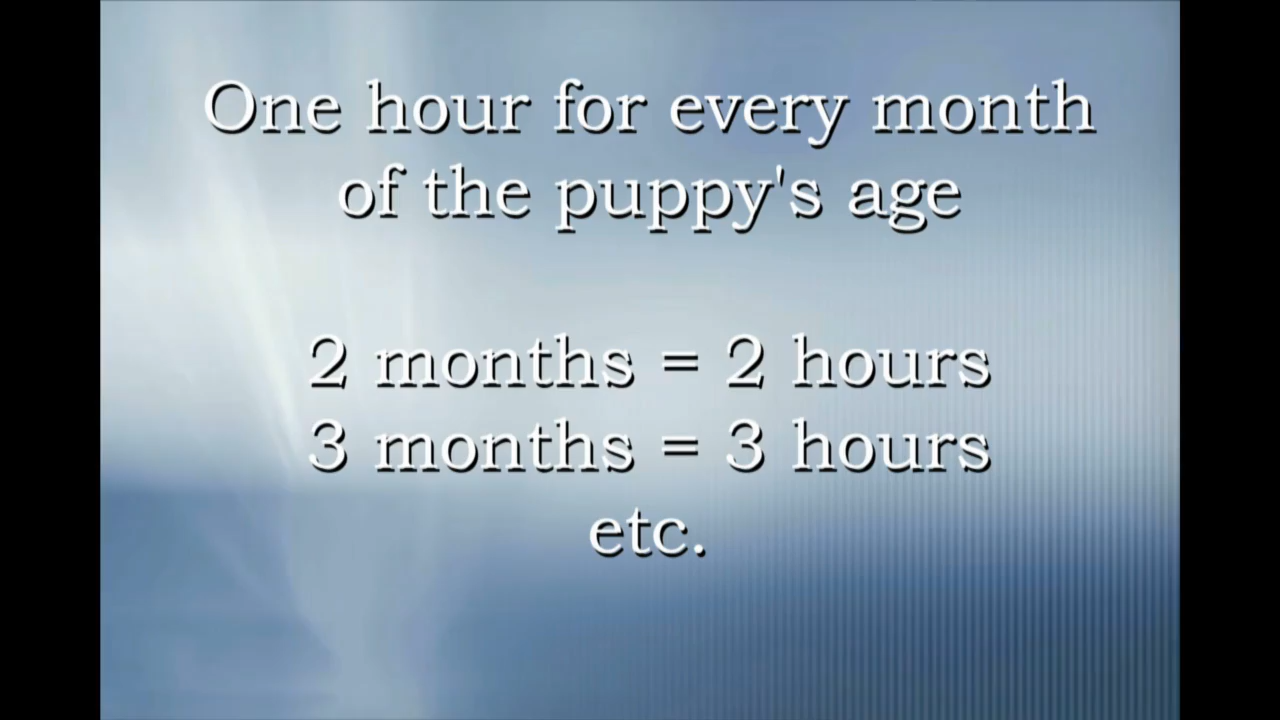 One hour for every month
of the puppy's age
2 months = 2 hours
3 months = 3 hours
etc.